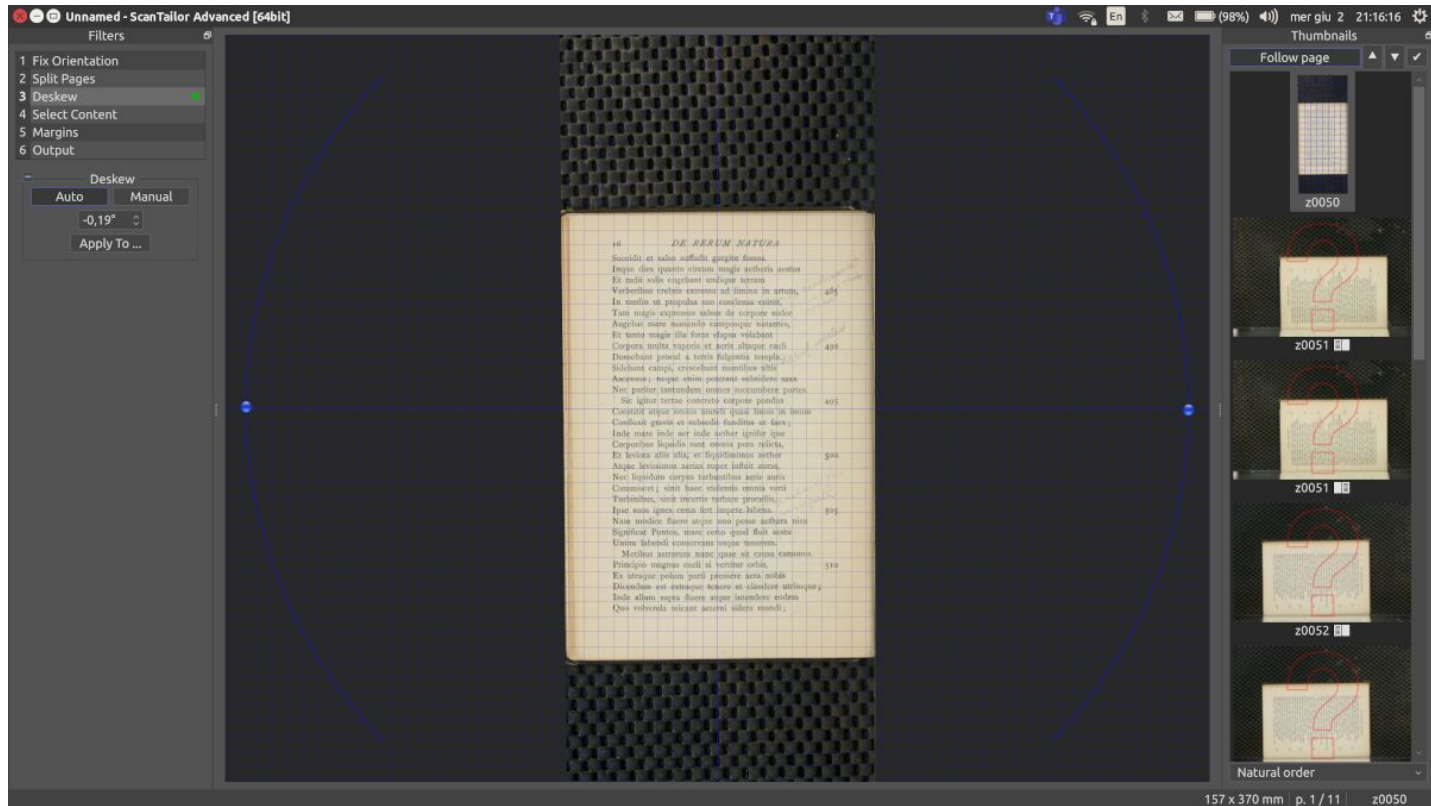 Unnamed - ScanTailor Advanced [64bit]
En
(98%)
mer giu 2 21:16:16
Filters
1 Fix Orientation
2 Split Pages
3 Deskew
4 Select Content
5 Margins
6 Output
Deskew
Auto Manual
-0,19°
Apply To ...
16 DE RERUM NATURA
Succidit et salso suffudit gurgite fossas.
Inque dies quanto circum magis aetheris aestus
Et radii solis cogebant undique terram
Verberibus crebris extrema ad limina in artum, 485
In medio ut propulsa suo condensa coiret,
Tam magis expressus salsus de corpore sudor
Augebat mare manando camposque natantes,
Et tanto magis illa foras elapsa volabant
Corpora multa vaporis et aeris altaque caeli 490
Densebant procul a terris fulgentia templa.
Sidebant campi, crescebant montibus altis
Ascensus; neque enim poterant subsidere saxa
Nec pariter tantundem omnes succumbere partes.
Sic igitur terrae concreto corpore pondus 495
Constitit atque omnis mundi quasi limus in imum
Confluxit gravis et subsedit funditus ut faex;
Inde mare inde aer inde aether ignifer ipse
Corporibus liquidis sunt omnia pura relicta,
Et leviora aliis alia, et liquidissimus aether 500
Atque levissimus aerias super influit auras,
Nec liquidum corpus turbantibus aeris auris
Commiscet; sinit haec violentis omnia verti
Turbinibus, sinit incertis turbare procellis,
Ipse suos ignes certo fert impete labens. 505
Nam modice fluere atque uno posse aethera nisu
Significat Pontos, mare certo quod fluit aestu
Unum labendi conservans usque tenorem.
Motibus astrorum nunc quae sit causa canamus.
Principio magnus caeli si vertitur orbis, 510
Ex utraque polum parti premere aera nobis
Dicendum est extraque tenere et claudere utrimque;
Inde alium supra fluere atque intendere eodem
Quo volvenda micant aeterni sidera mundi;
Thumbnails
Follow page
z0050
z0051
z0051
z0052
Natural order
157 x 370 mm p. 1 / 11 z0050